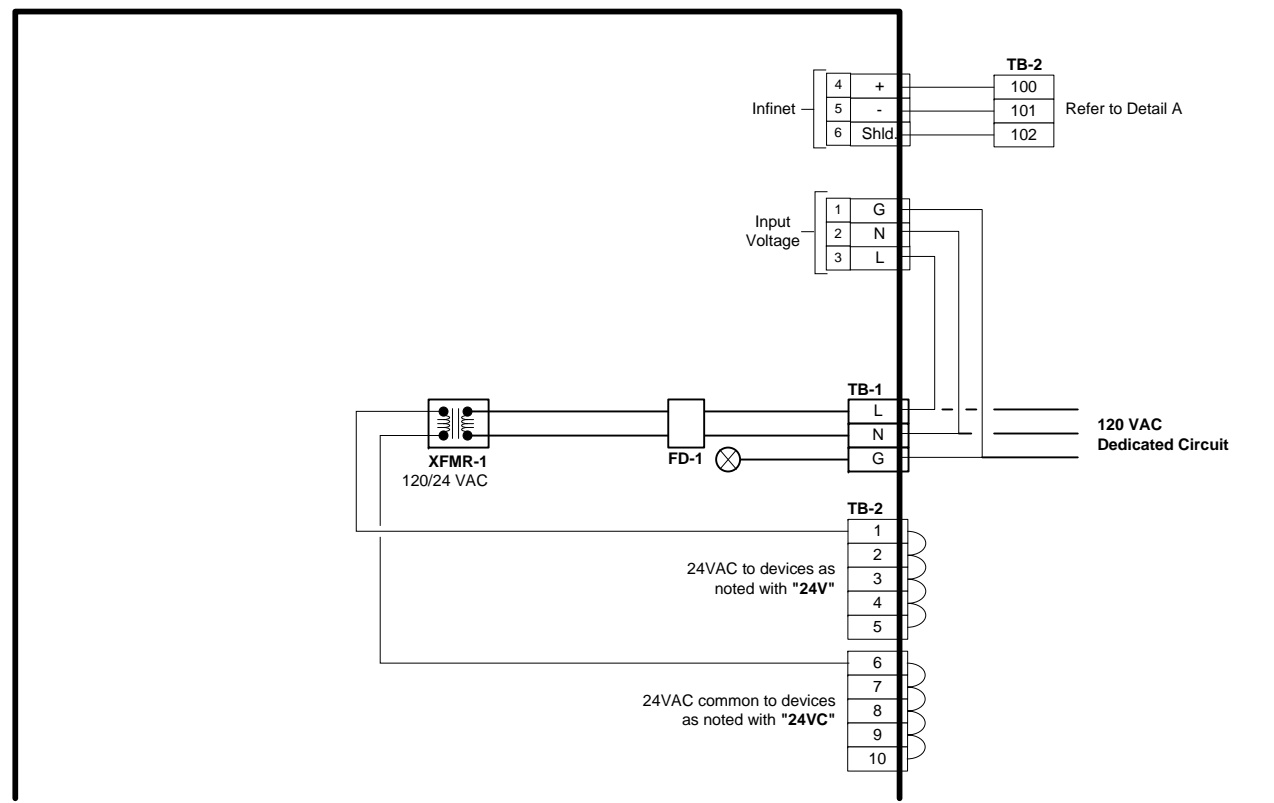 TB-2
4 + 100
Infinet 5 - 101 Refer to Detail A
6 Shld. 102
1 G
Input
Voltage
2 N
3 L
TB-1
L
N
G
120 VAC
Dedicated Circuit
XFMR-1
120/24 VAC
FD-1
TB-2
1
2
3
4
5
24VAC to devices as
noted with "24V"
6
7
8
9
10
24VAC common to devices
as noted with "24VC"